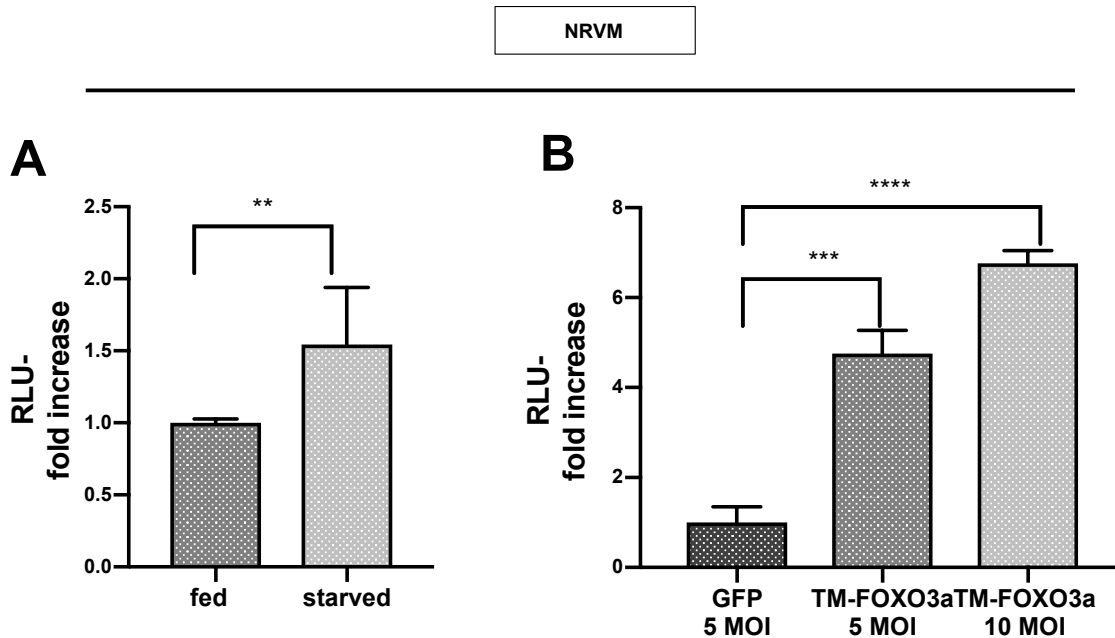 NRVM
A
**
2.5
2.0
1.5
1.0
0.5
0.0
RLU-
fold increase
fed
starved
B
****
***
8
6
4
2
0
RLU-
fold increase
GFP
5 MOI
TM-FOXO3a
5 MOI
TM-FOXO3a
10 MOI